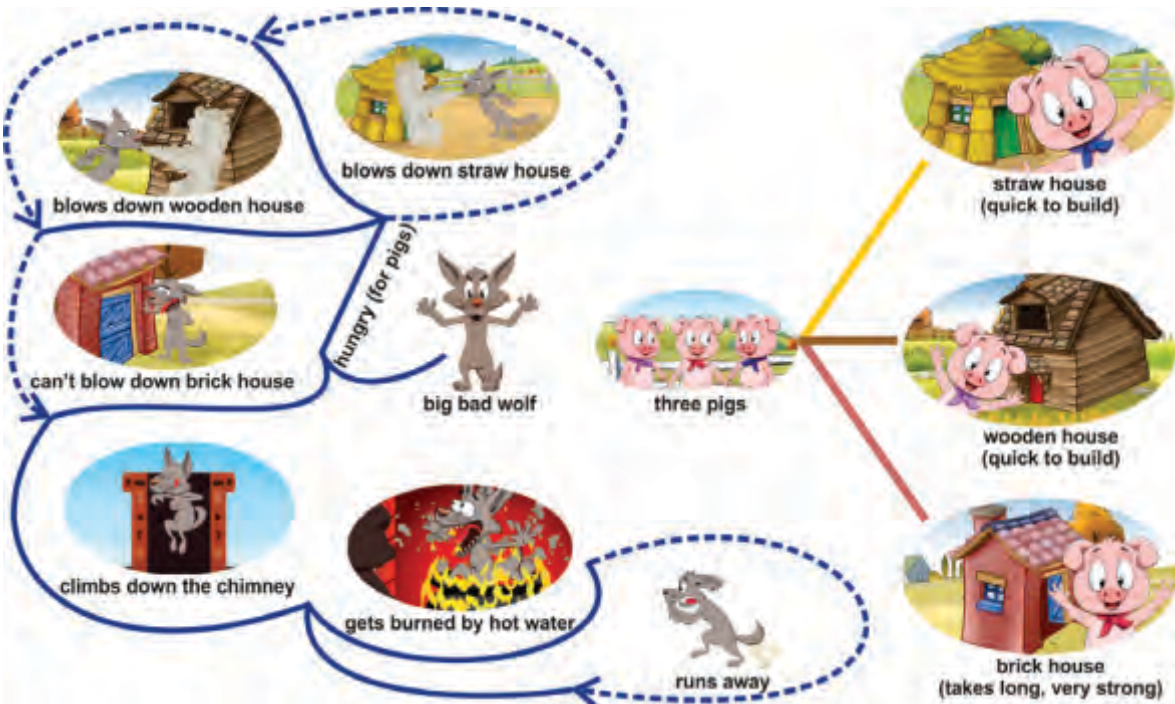 blows down straw house
blows down wooden house
hungry (for pigs)
can't blow down brick house
big bad wolf
climbs down the chimney
gets burned by hot water
runs away
three pigs
straw house
(quick to build)
wooden house
(quick to build)
brick house
(takes long, very strong)